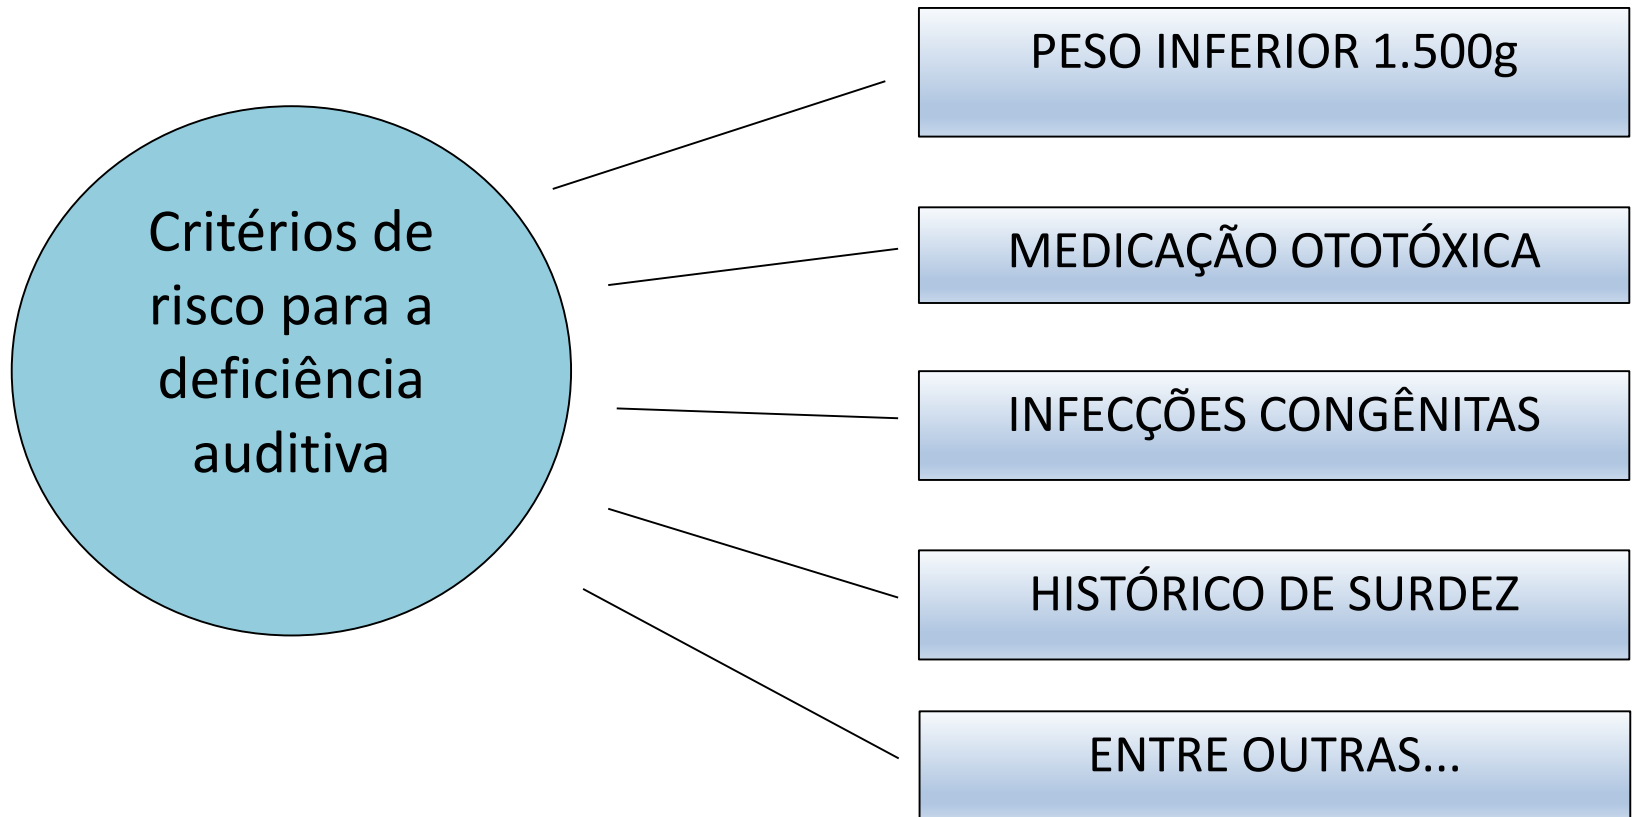 Critérios de
risco para a
deficiência
auditiva
PESO INFERIOR 1.500g
MEDICAÇÃO OTOTÓXICA
INFECÇÕES CONGÊNITAS
HISTÓRICO DE SURDEZ
ENTRE OUTRAS...